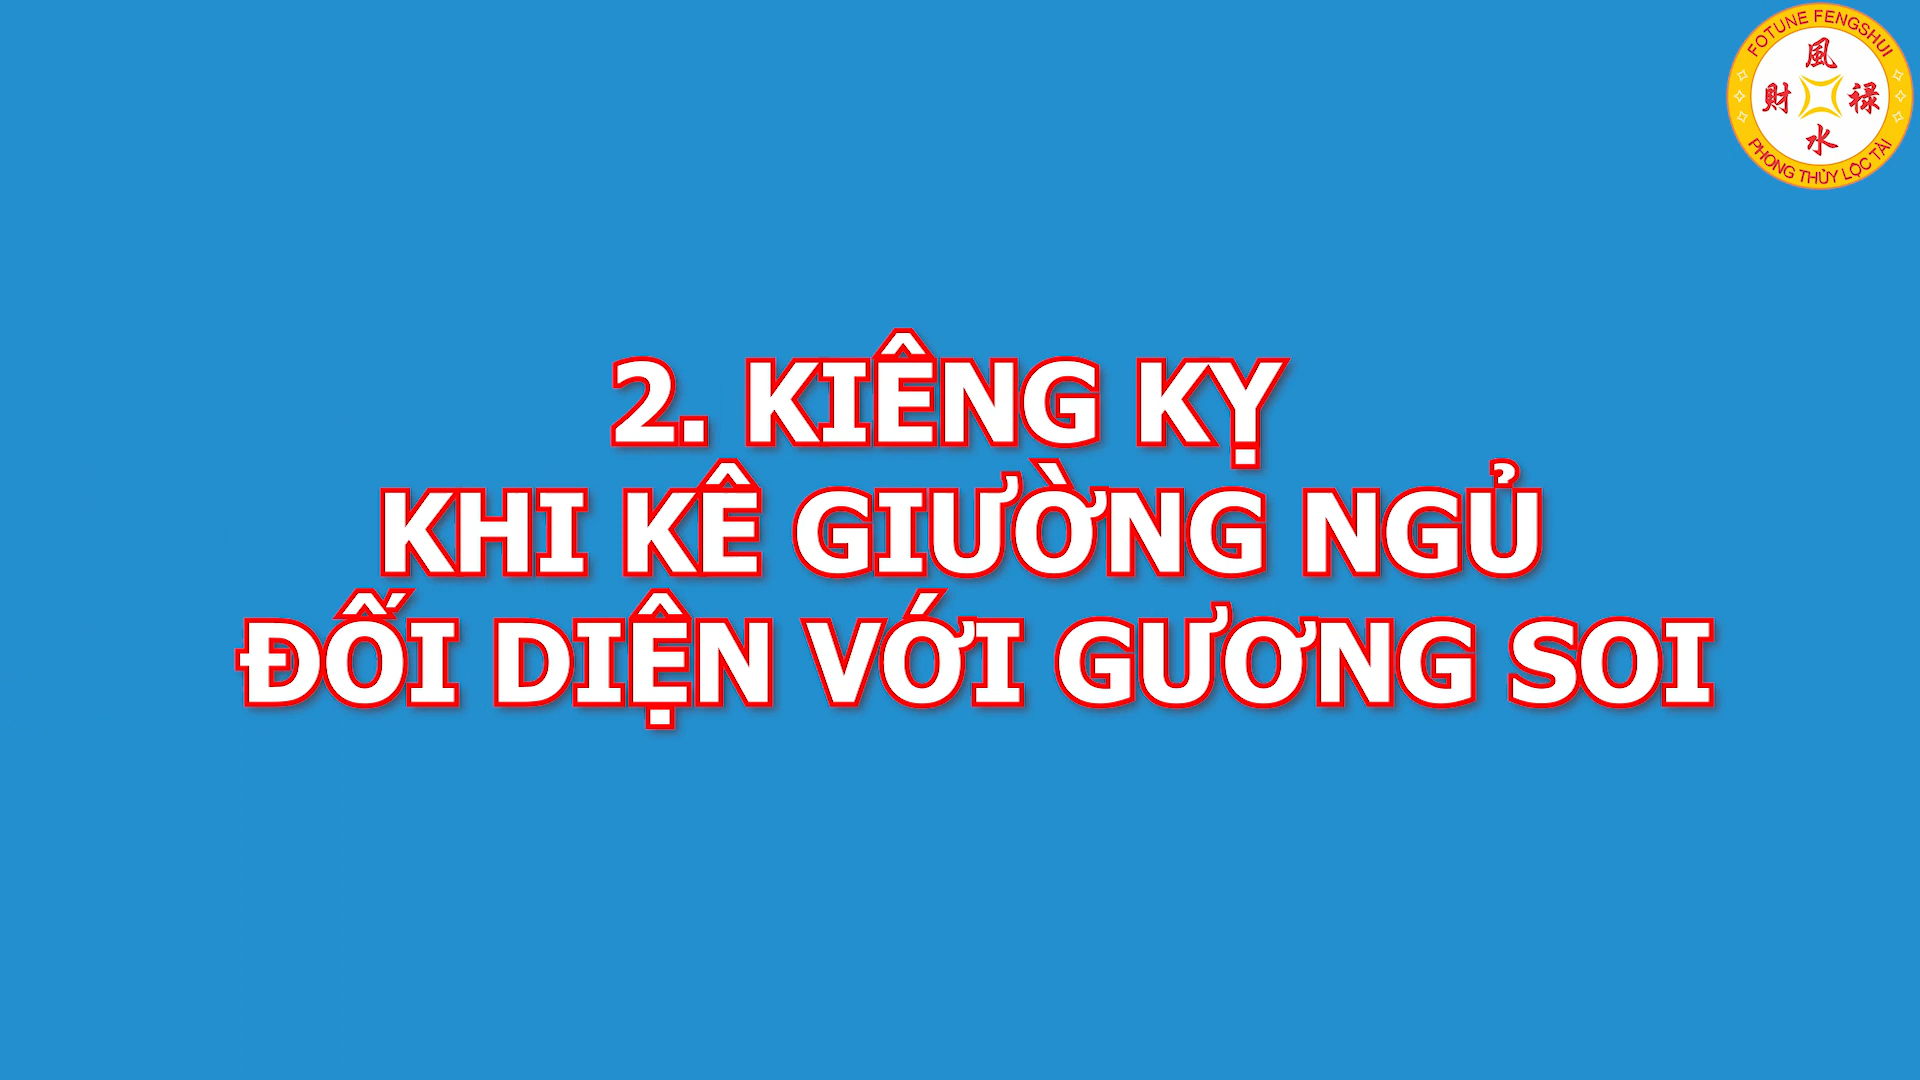 FOTUNE FENGSHUI
風
財 禄
水
PHONG THỦY LỘC TÀI
2. KIÊNG KỴ
KHI KÊ GIƯỜNG NGỦ
ĐỐI DIỆN VỚI GƯƠNG SOI